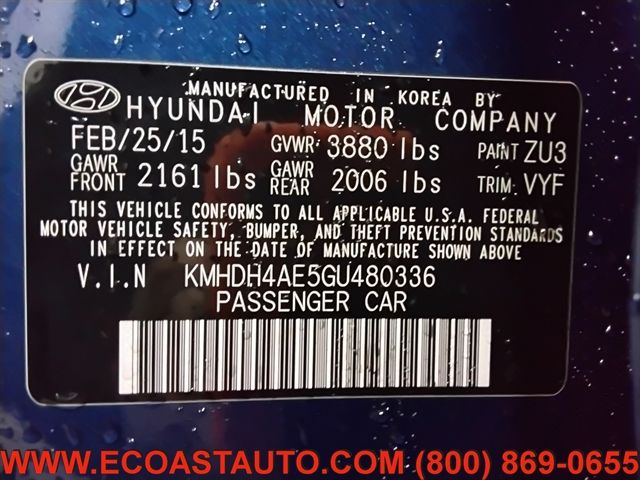 MANUFACTURED IN KOREA BY
HYUNDAI MOTOR COMPANY
FEB/25/15 GVWR 3880 lbs PAINT ZU3
GAWR FRONT 2161 lbs GAWR REAR 2006 lbs TRIM VYF
THIS VEHICLE CONFORMS TO ALL APPLICABLE U.S.A. FEDERAL
MOTOR VEHICLE SAFETY, BUMPER, AND THEFT PREVENTION STANDARDS
IN EFFECT ON THE DATE OF MANUFACTURE SHOWN ABOVE
V.I.N KMHDH4AE5GU480336
PASSENGER CAR
WWW.ECOASTAUTO.COM (800) 869-0655